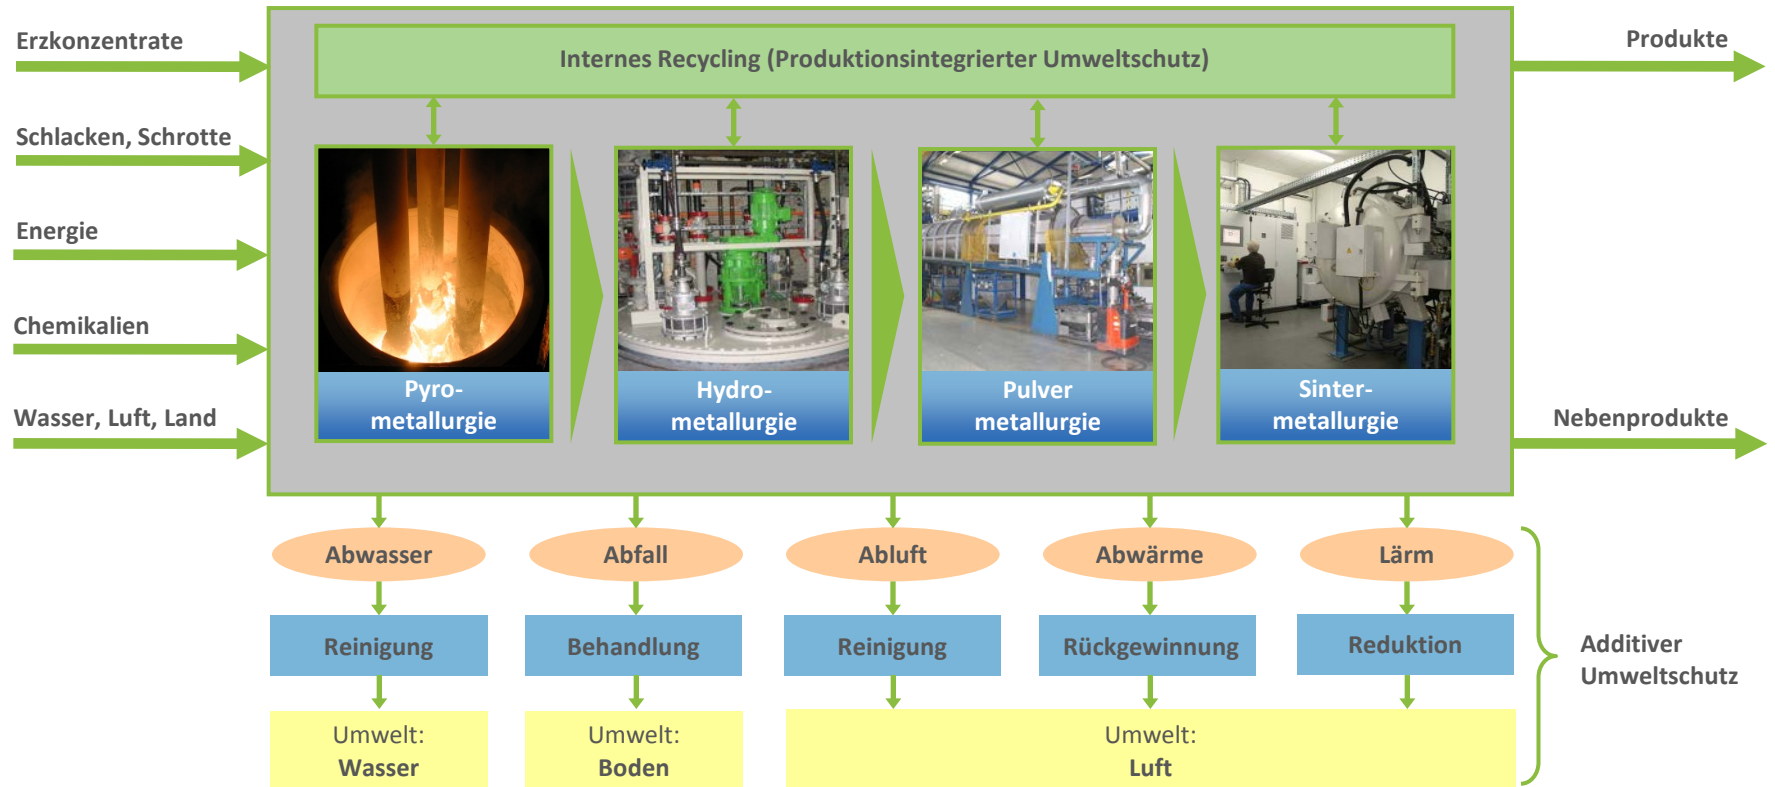 Erzkonzentrate
Schlacken, Schrotte
Energie
Chemikalien
Wasser, Luft, Land
Internes Recycling (Produktionsintegrierter Umweltschutz)
Pyro-
metallurgie
Hydro-
metallurgie
Pulver
metallurgie
Sinter-
metallurgie
Produkte
Nebenprodukte
Abwasser
Abfall
Abluft
Abwärme
Lärm
Reinigung
Behandlung
Reinigung
Rückgewinnung
Reduktion
Umwelt:
Wasser
Umwelt:
Boden
Umwelt:
Luft
Additiver
Umweltschutz